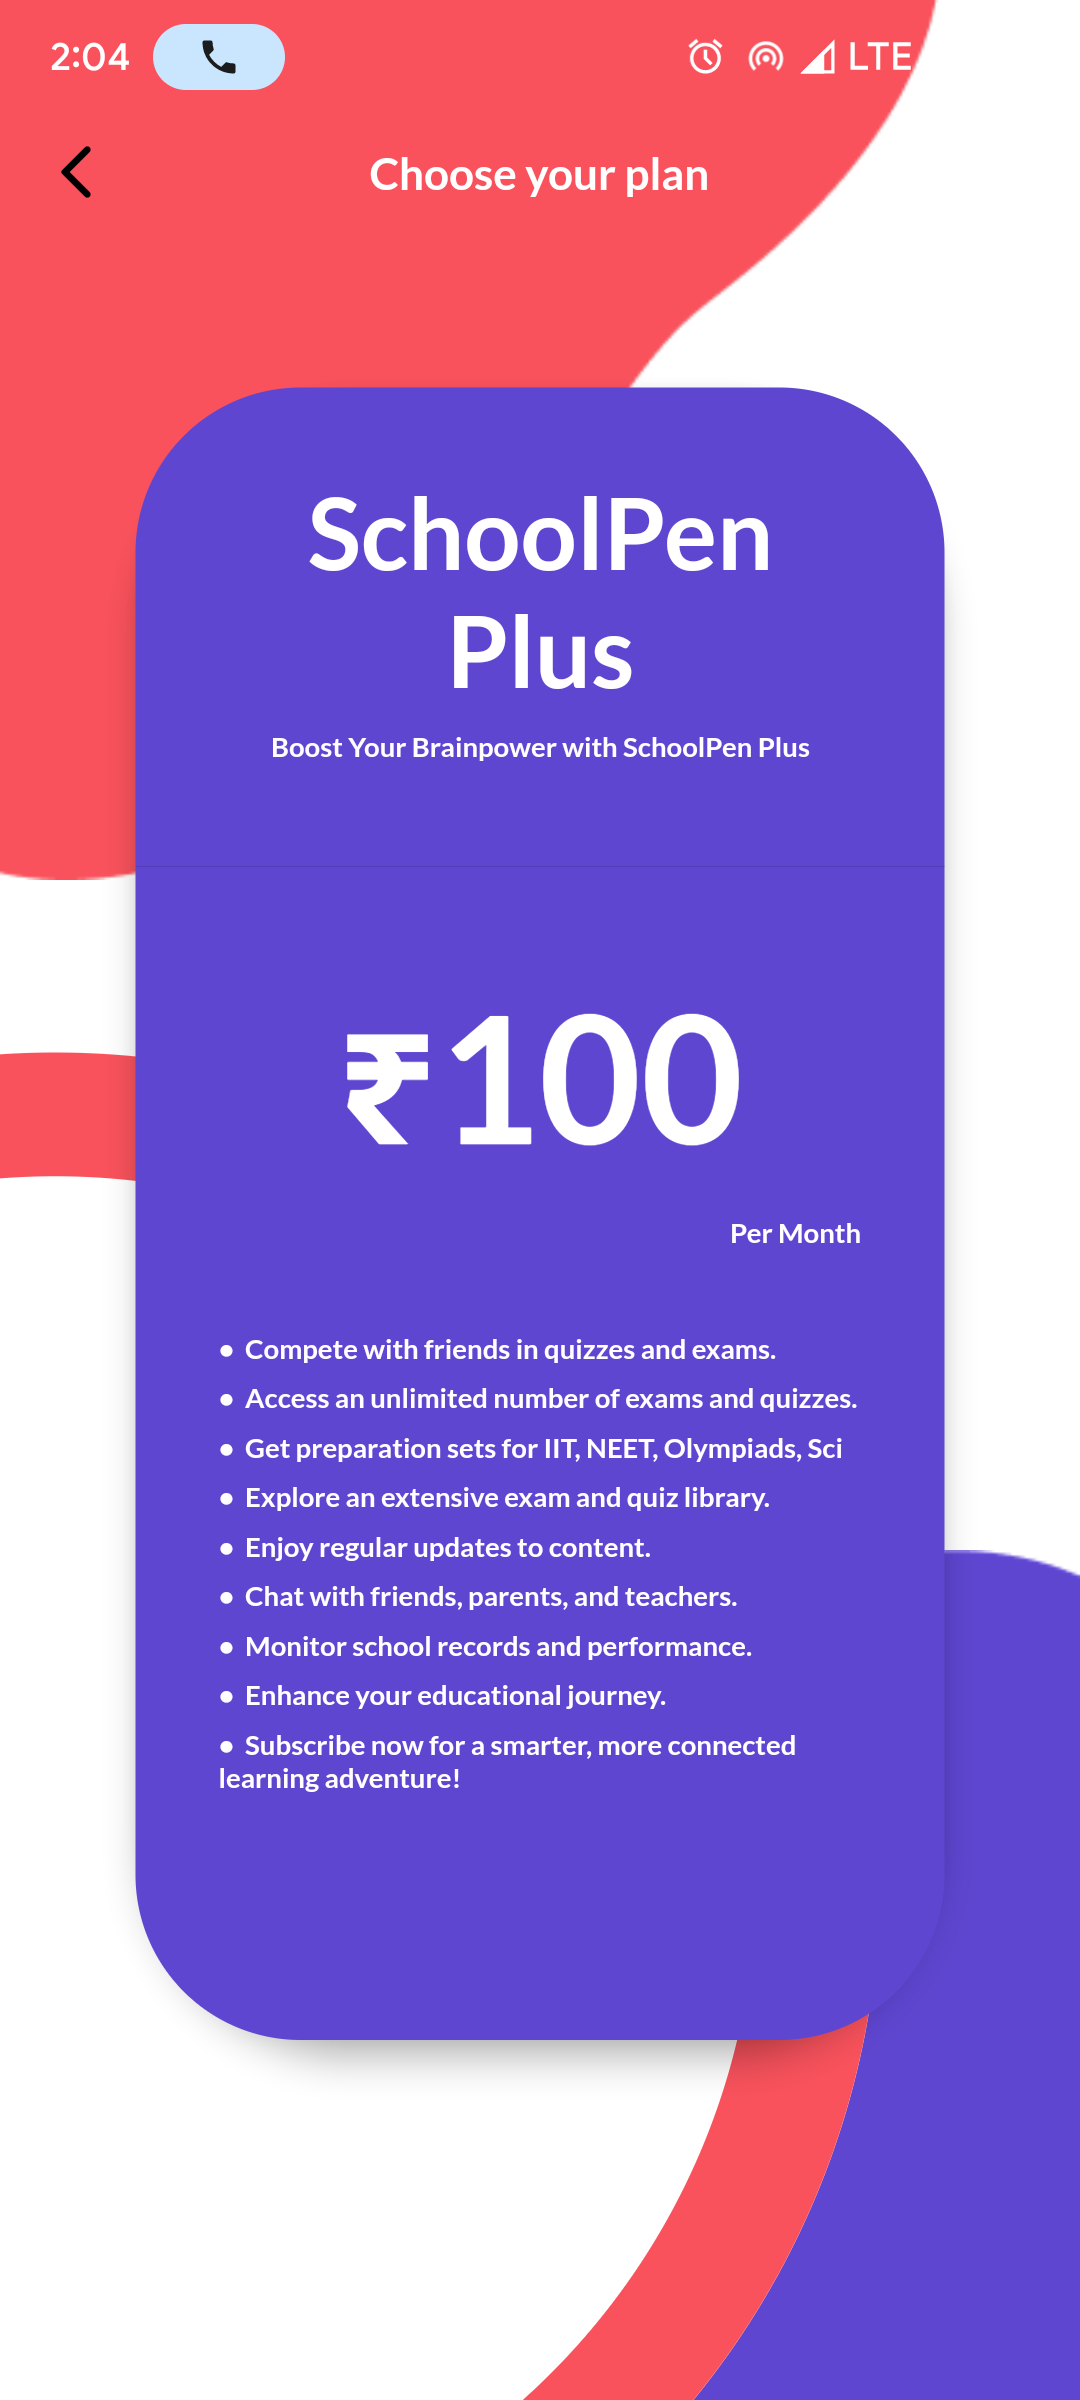 2:04
LTE
Choose your plan
SchoolPen
Plus
Boost Your Brainpower with SchoolPen Plus
₹100
Per Month
● Compete with friends in quizzes and exams.
● Access an unlimited number of exams and quizzes.
● Get preparation sets for IIT, NEET, Olympiads, Sci
● Explore an extensive exam and quiz library.
● Enjoy regular updates to content.
● Chat with friends, parents, and teachers.
● Monitor school records and performance.
● Enhance your educational journey.
● Subscribe now for a smarter, more connected
learning adventure!